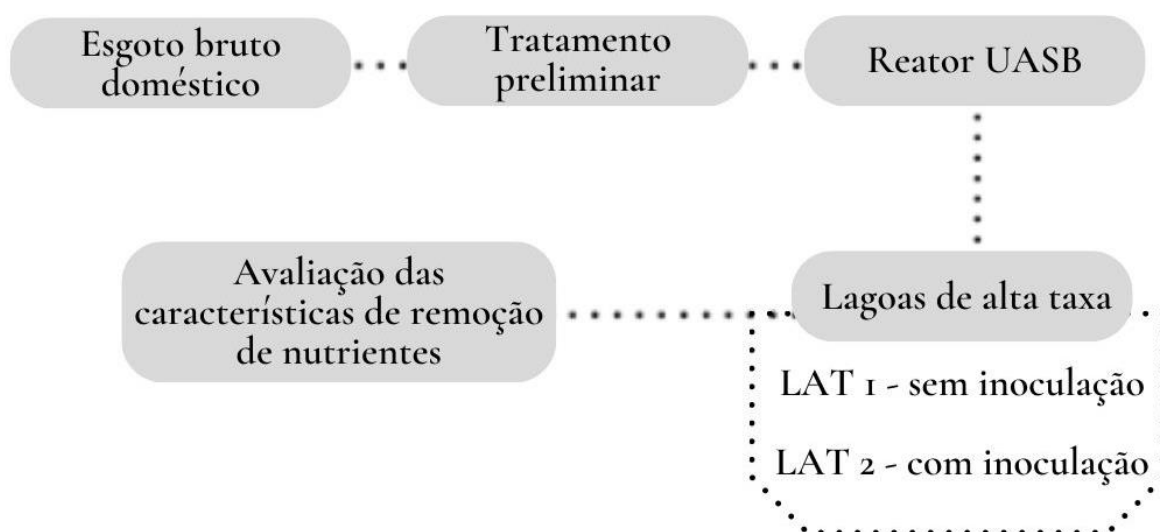 Esgoto bruto
doméstico
Tratamento
preliminar
Reator UASB
Lagoas de alta taxa
LAT 1 - sem inoculação
LAT 2 - com inoculação
Avaliação das
características de remoção
de nutrientes